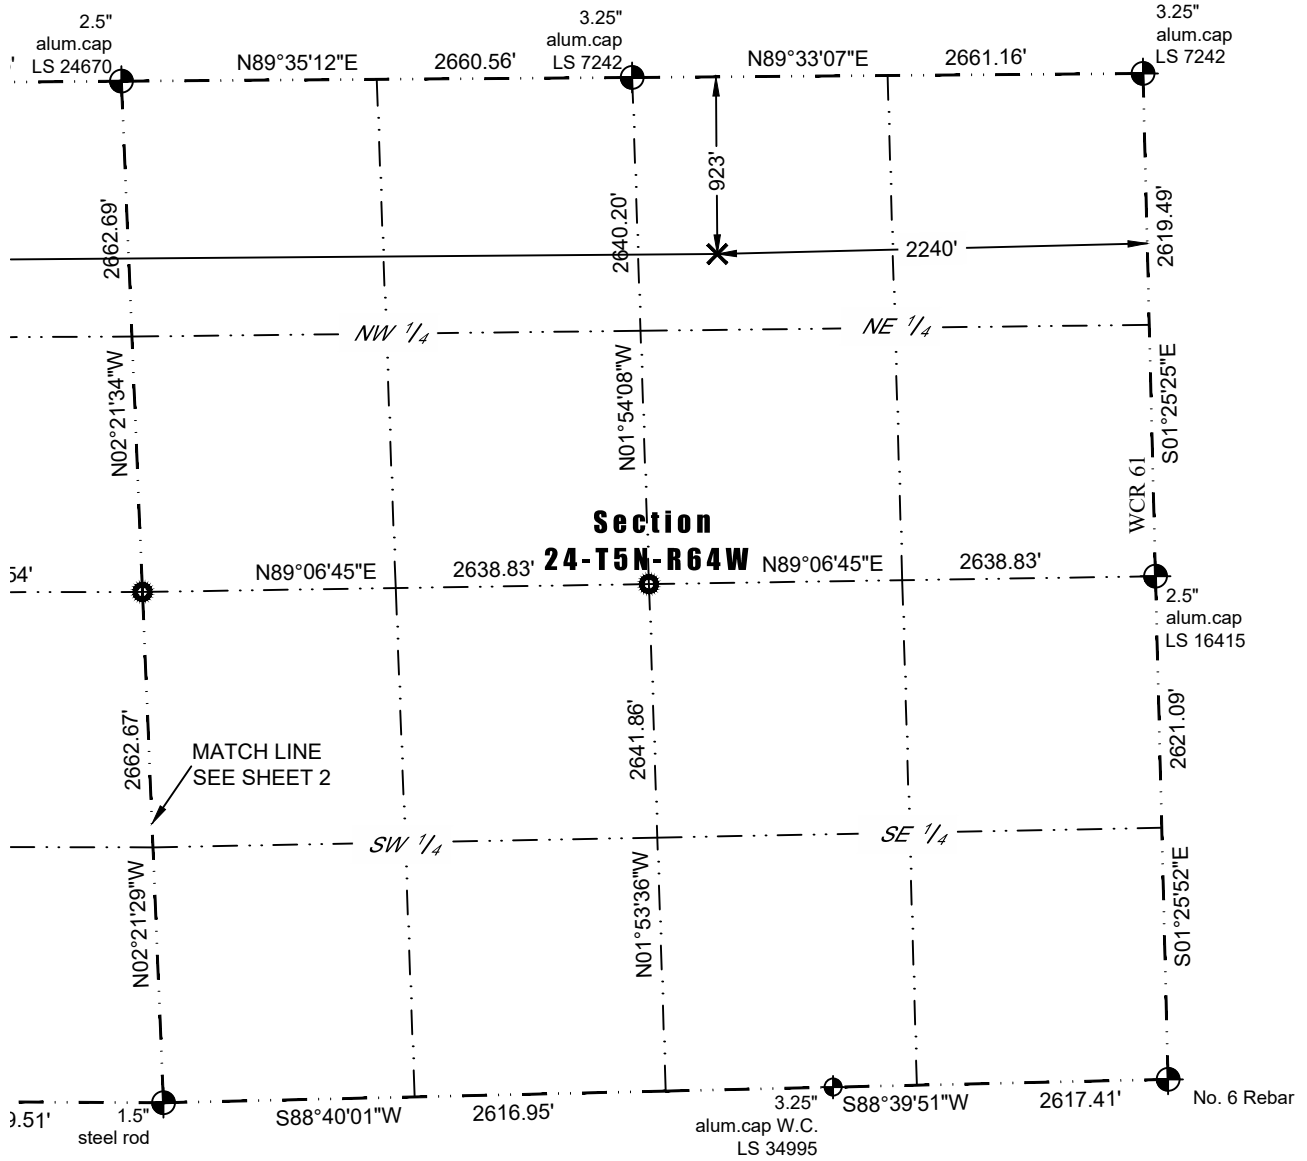 2.5"
alum.cap
LS 24670
3.25"
alum.cap
LS 7242
3.25"
alum.cap
LS 7242
'
N89°35'12"E
2660.56'
N89°33'07"E
2661.16'
923'
2662.69'
2640.20'
2619.49'
2240'
NW 1/4
NE 1/4
N02°21'34"W
N01°54'08"W
S01°25'25"E
WCR 61
Section
24-T5N-R64W
54'
N89°06'45"E
2638.83'
N89°06'45"E
2638.83'
2.5"
alum.cap
LS 16415
2662.67'
MATCH LINE
SEE SHEET 2
2641.86'
2621.09'
SW 1/4
SE 1/4
N02°21'29"W
N01°53'36"W
S01°25'52"E
9.51'
1.5"
steel rod
S88°40'01"W
2616.95'
3.25"
alum.cap W.C.
LS 34995
S88°39'51"W
2617.41'
No. 6 Rebar